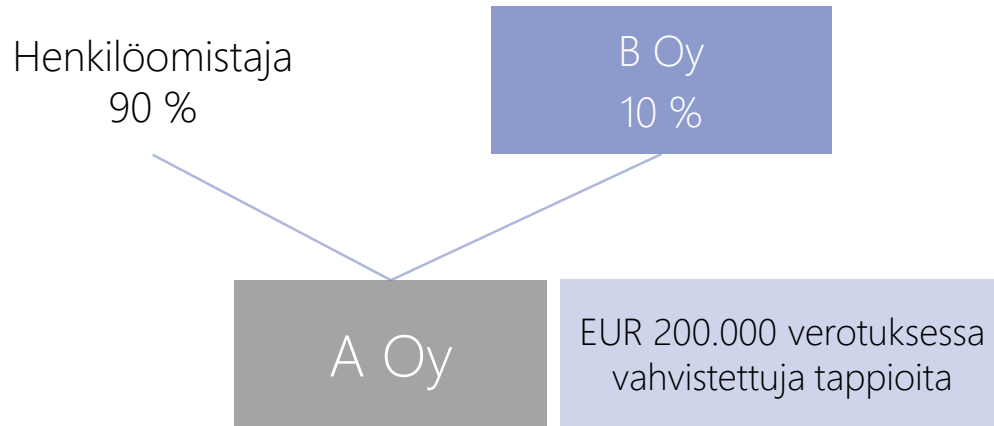 Henkilöomistaja
90 %
B Oy
10 %
A Oy
EUR 200.000 verotuksessa
vahvistettuja tappioita